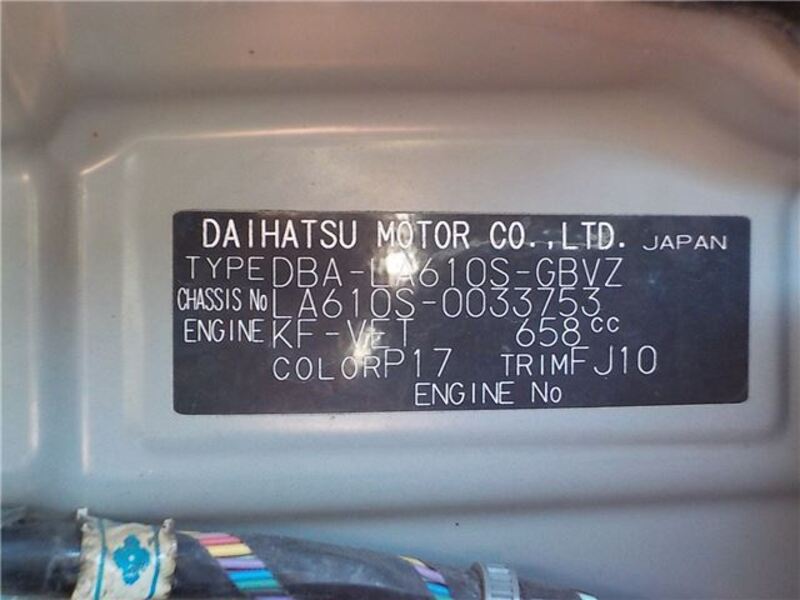 DAIHATSU MOTOR CO.,LTD. JAPAN
TYPE DBA-LA610S-GBVZ
CHASSIS No LA610S-0033753
ENGINE KF-VET 658cc
COLOR P17 TRIM FJ10
ENGINE No